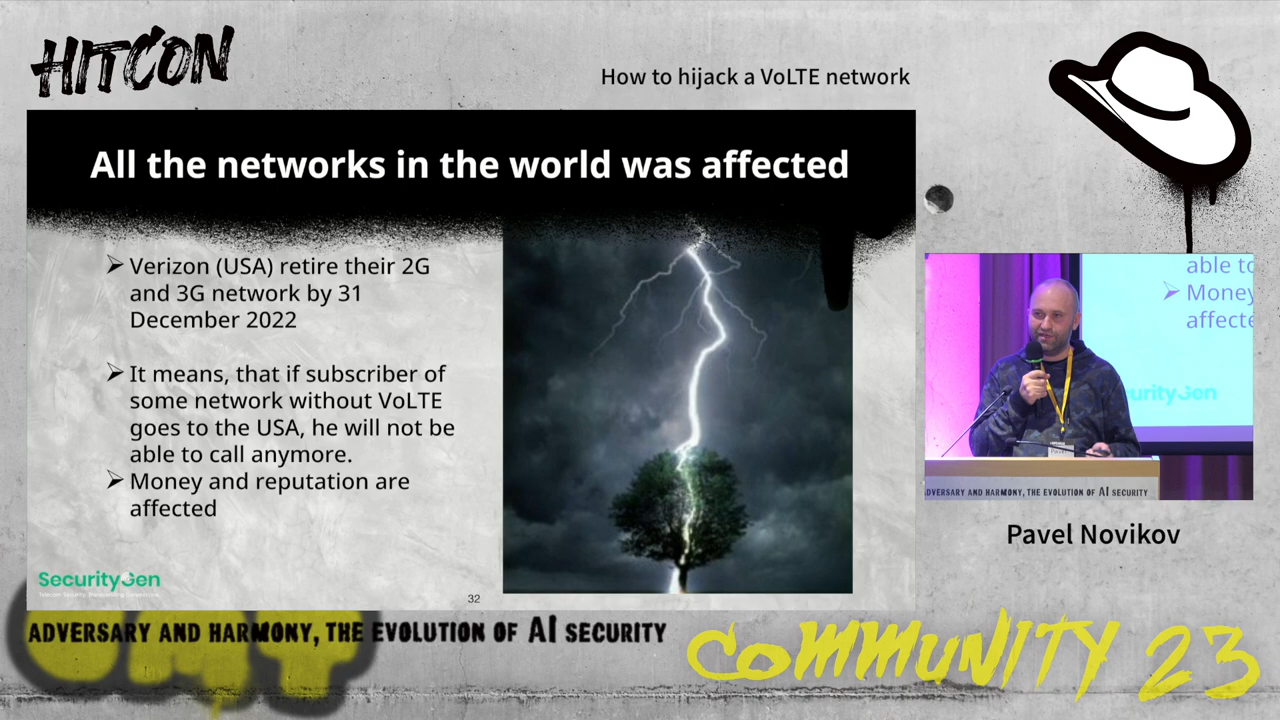 HITCON
How to hijack a VoLTE network
All the networks in the world was affected
➢ Verizon (USA) retire their 2G
and 3G network by 31
December 2022
➢ It means, that if subscriber of
some network without VoLTE
goes to the USA, he will not be
able to call anymore.
➢ Money and reputation are
affected
SecurityGen
32
able to
➢ Money
affecte
urityGen
ADVERSARY AND HARMONY, THE EVOLUTION OF AI SECURITY
Pavel Novikov
ADVERSARY AND HARMONY, THE EVOLUTION OF AI SECURITY
COMMUNITY 23